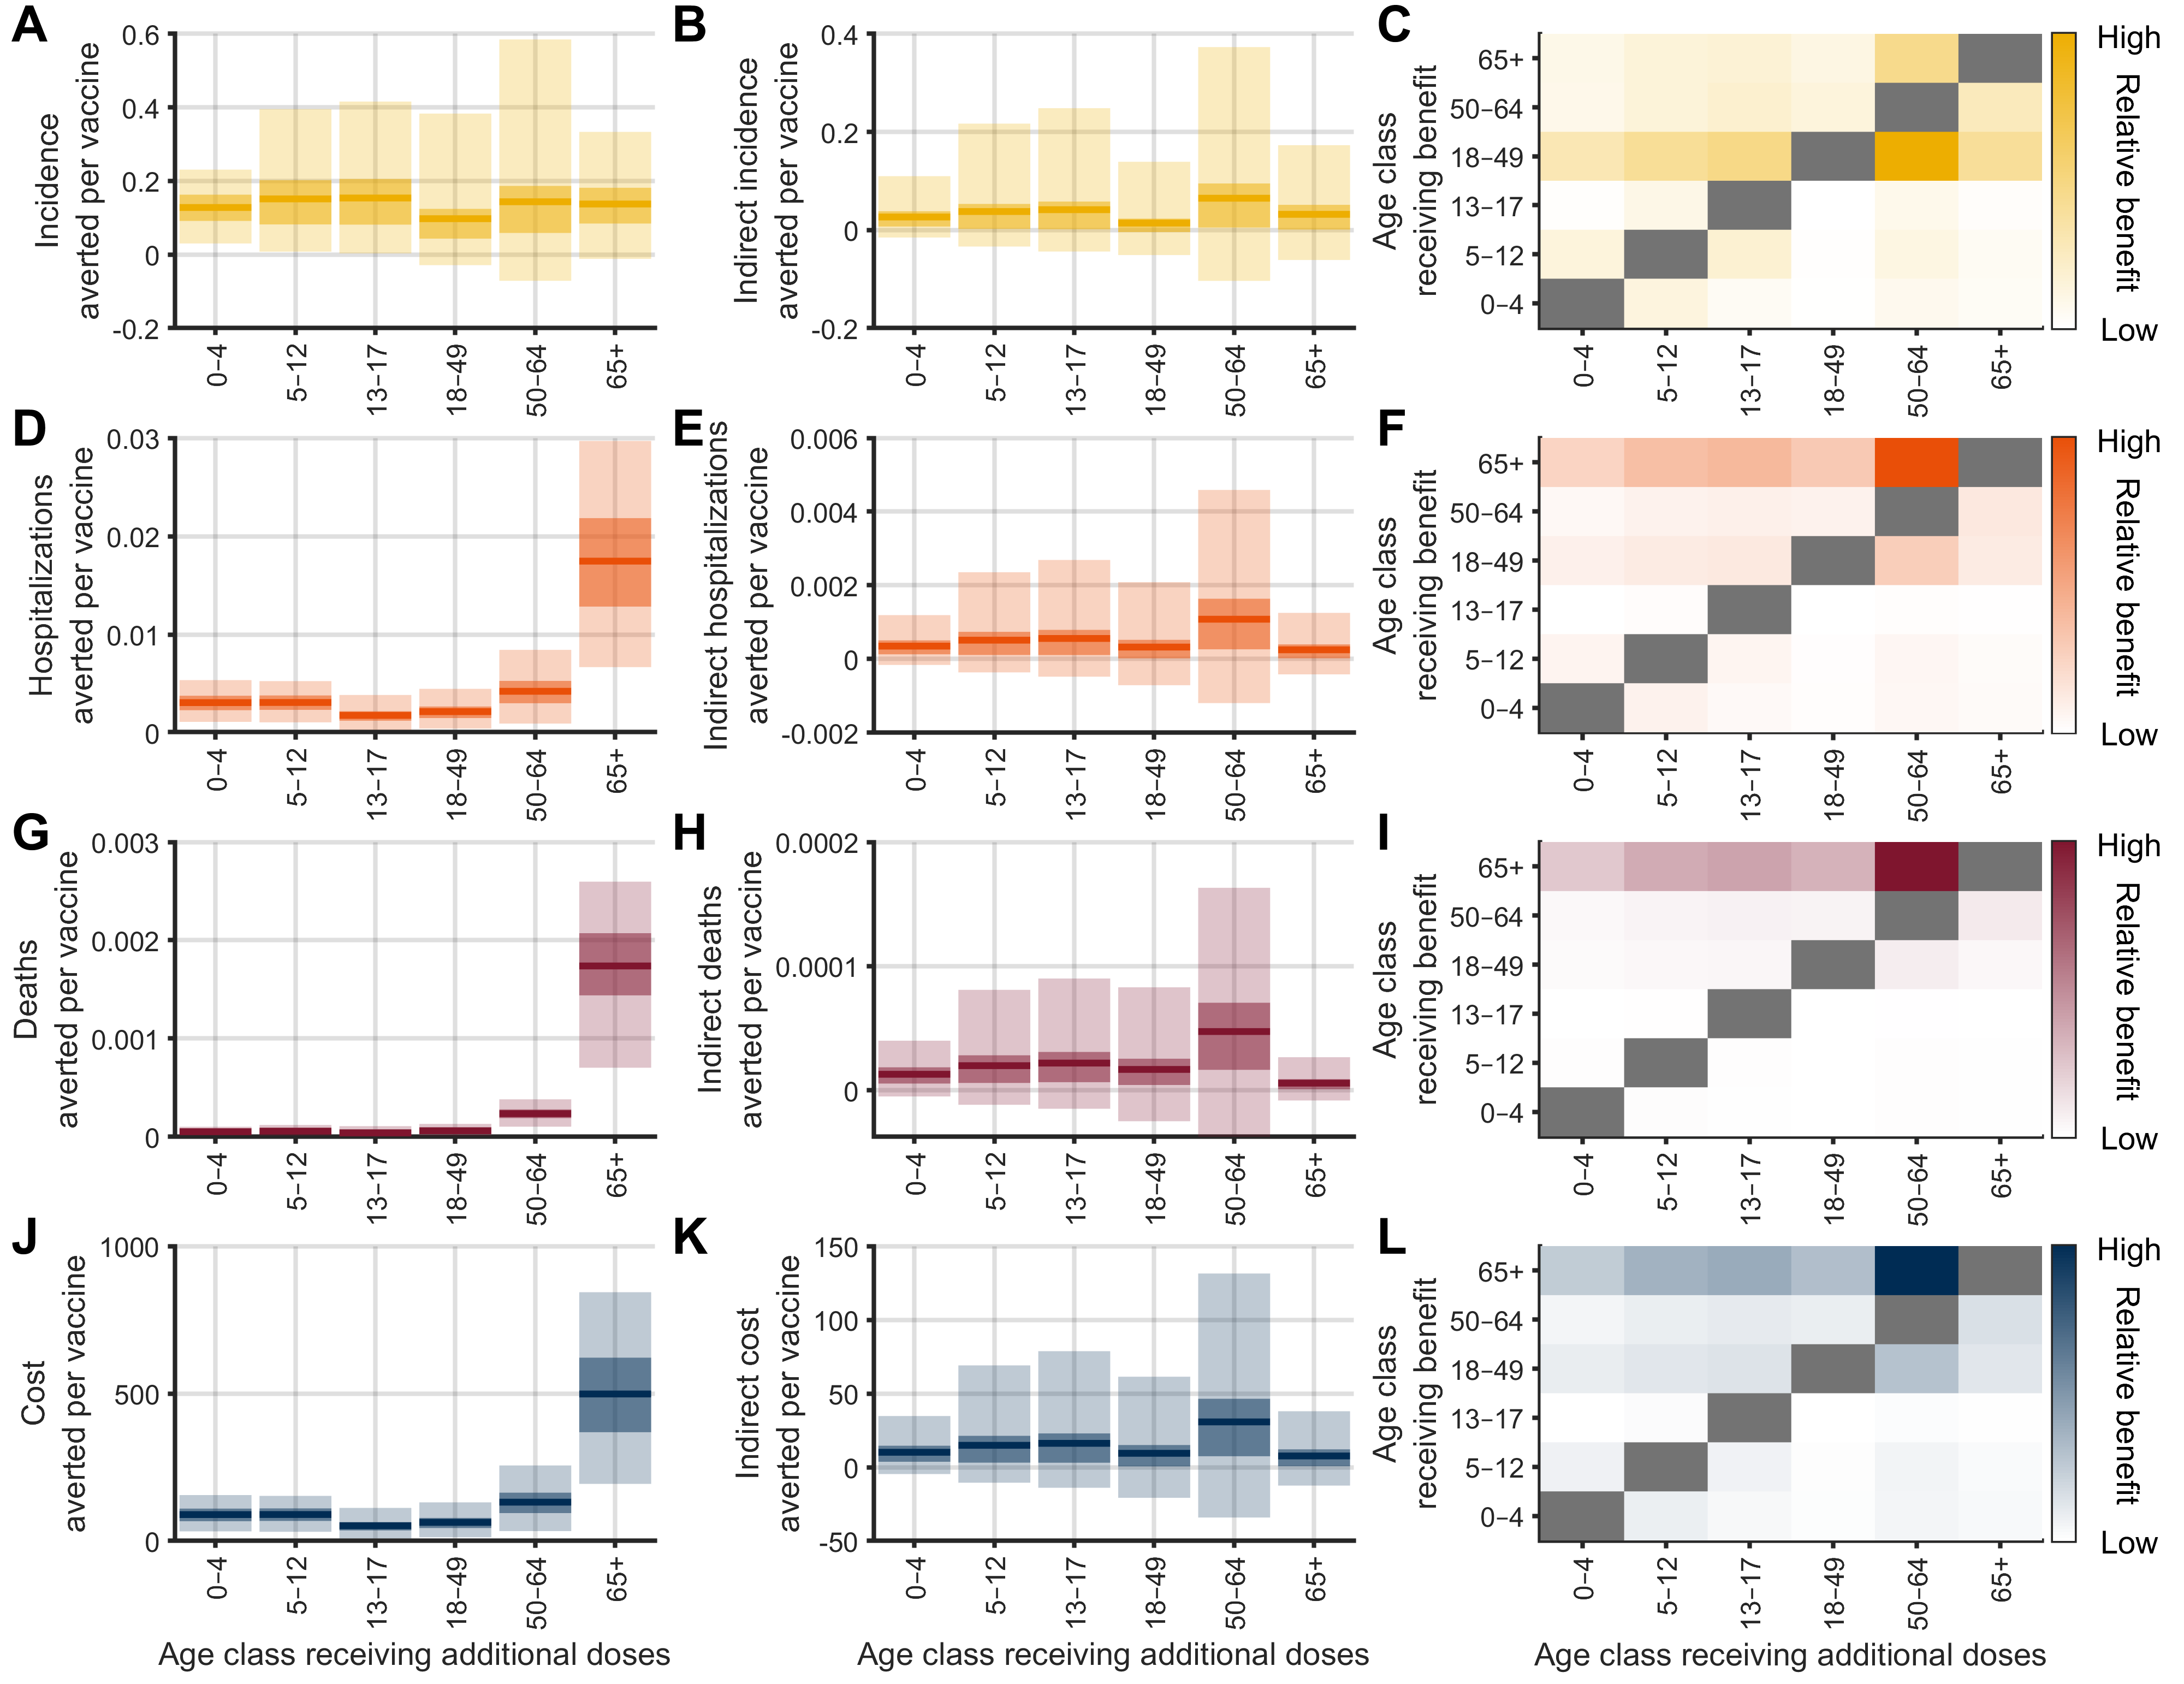 A
Incidence
averted per vaccine
0.6
0.4
0.2
0
-0.2
0–4
5–12
13–17
18–49
50–64
65+
B
Indirect incidence
averted per vaccine
0.4
0.2
0
-0.2
0–4
5–12
13–17
18–49
50–64
65+
C
Age class
receiving benefit
65+
50–64
18–49
13–17
5–12
0–4
0–4
5–12
13–17
18–49
50–64
65+
High
Relative benefit
Low
D
Hospitalizations
averted per vaccine
0.03
0.02
0.01
0
0–4
5–12
13–17
18–49
50–64
65+
E
Indirect hospitalizations
averted per vaccine
0.006
0.004
0.002
0
-0.002
0–4
5–12
13–17
18–49
50–64
65+
F
Age class
receiving benefit
65+
50–64
18–49
13–17
5–12
0–4
0–4
5–12
13–17
18–49
50–64
65+
High
Relative benefit
Low
G
Deaths
averted per vaccine
0.003
0.002
0.001
0
0–4
5–12
13–17
18–49
50–64
65+
H
Indirect deaths
averted per vaccine
0.0002
0.0001
0
0–4
5–12
13–17
18–49
50–64
65+
I
Age class
receiving benefit
65+
50–64
18–49
13–17
5–12
0–4
0–4
5–12
13–17
18–49
50–64
65+
High
Relative benefit
Low
J
Cost
averted per vaccine
1000
500
0
0–4
5–12
13–17
18–49
50–64
65+
Age class receiving additional doses
K
Indirect cost
averted per vaccine
150
100
50
0
-50
0–4
5–12
13–17
18–49
50–64
65+
Age class receiving additional doses
L
Age class
receiving benefit
65+
50–64
18–49
13–17
5–12
0–4
0–4
5–12
13–17
18–49
50–64
65+
Age class receiving additional doses
High
Relative benefit
Low